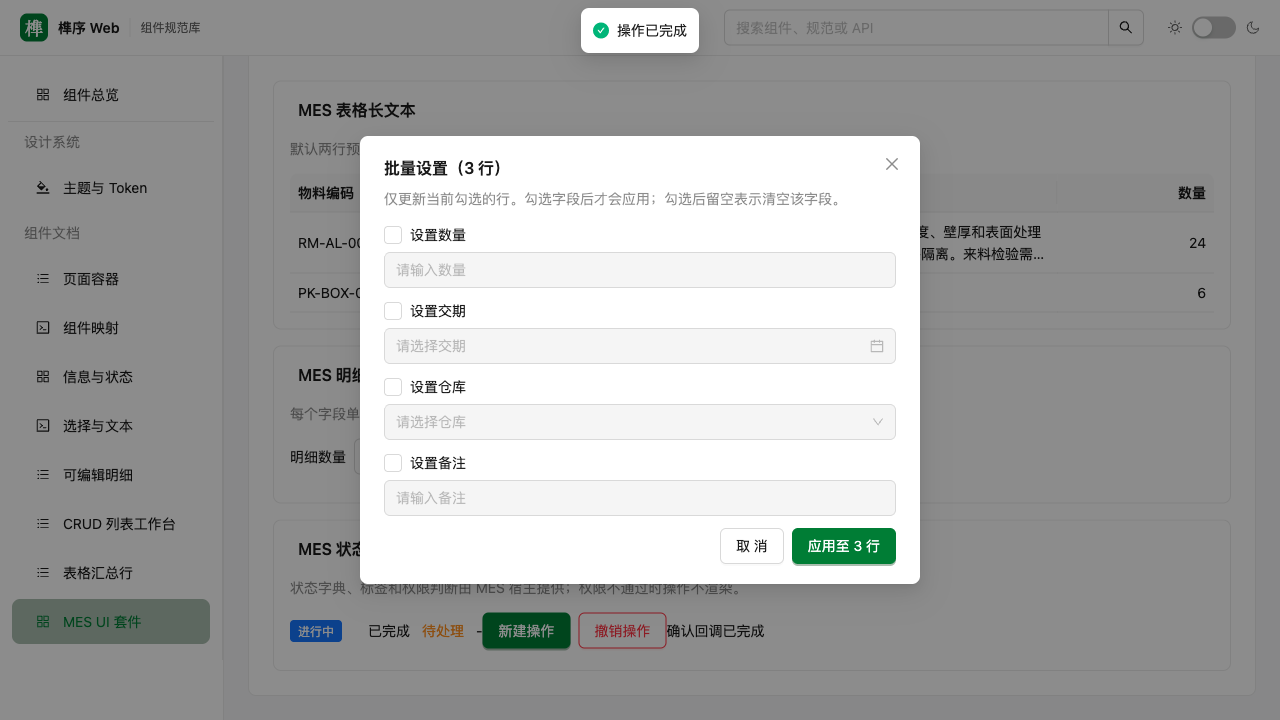 榫
榫序 Web
组件规范库
操作已完成
搜索组件、规范或 API
组件总览
设计系统
主题与 Token
组件文档
页面容器
组件映射
信息与状态
选择与文本
可编辑明细
CRUD 列表工作台
表格汇总行
MES UI 套件
MES 表格长文本
默认两行预
物料编码
数量
RM-AL-00
度、壁厚和表面处理
隔离。来料检验需...
24
PK-BOX-0
6
MES 明细
每个字段单
明细数量
MES 状态
状态字典、标签和权限判断由 MES 宿主提供；权限不通过时操作不渲染。
进行中
已完成
待处理
-
新建操作
撤销操作
确认回调已完成
批量设置（3 行）
仅更新当前勾选的行。勾选字段后才会应用；勾选后留空表示清空该字段。
设置数量
请输入数量
设置交期
请选择交期
设置仓库
请选择仓库
设置备注
请输入备注
取 消
应用至 3 行